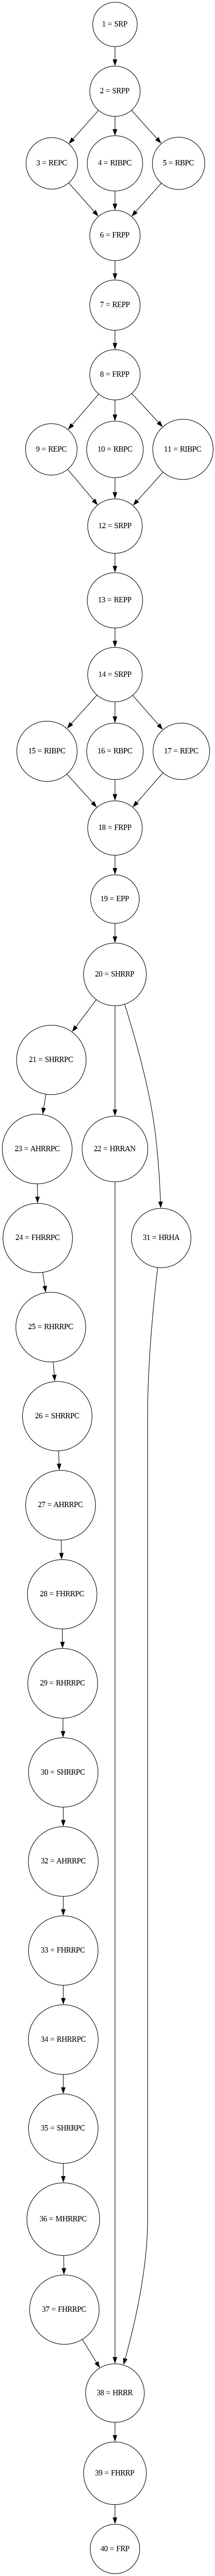 1 = SRP
2 = SRPP
3 = REPC
4 = RIBPC
5 = RBPC
6 = FRPP
7 = REPP
8 = FRPP
9 = REPC
10 = RBPC
11 = RIBPC
12 = SRPP
13 = REPP
14 = SRPP
15 = RIBPC
16 = RBPC
17 = REPC
18 = FRPP
19 = EPP
20 = SHRRP
21 = SHRRPC
23 = AHRRPC
22 = HRRAN
24 = FHRRPC
31 = HRHA
25 = RHRRPC
26 = SHRRPC
27 = AHRRPC
28 = FHRRPC
29 = RHRRPC
30 = SHRRPC
32 = AHRRPC
33 = FHRRPC
34 = RHRRPC
35 = SHRRPC
36 = MHRRPC
37 = FHRRPC
38 = HRRR
39 = FHRRP
40 = FRP